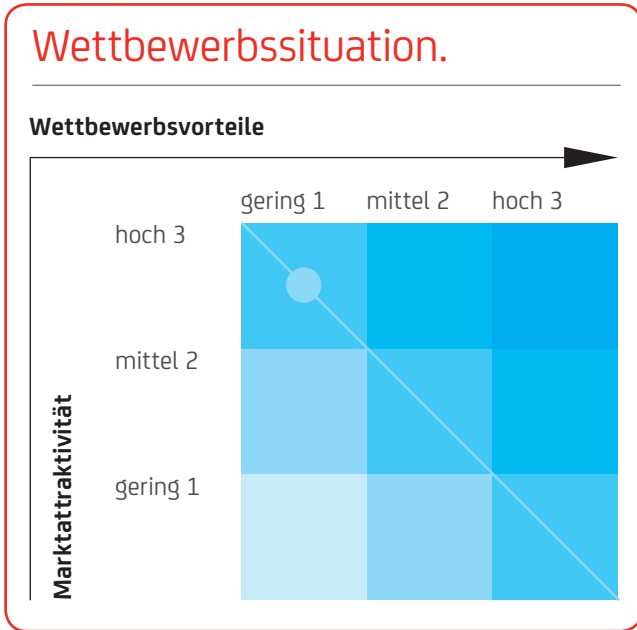 Wettbewerbssituation.
Wettbewerbsvorteile
gering 1 mittel 2 hoch 3
hoch 3
mittel 2
gering 1
Marktattraktivität